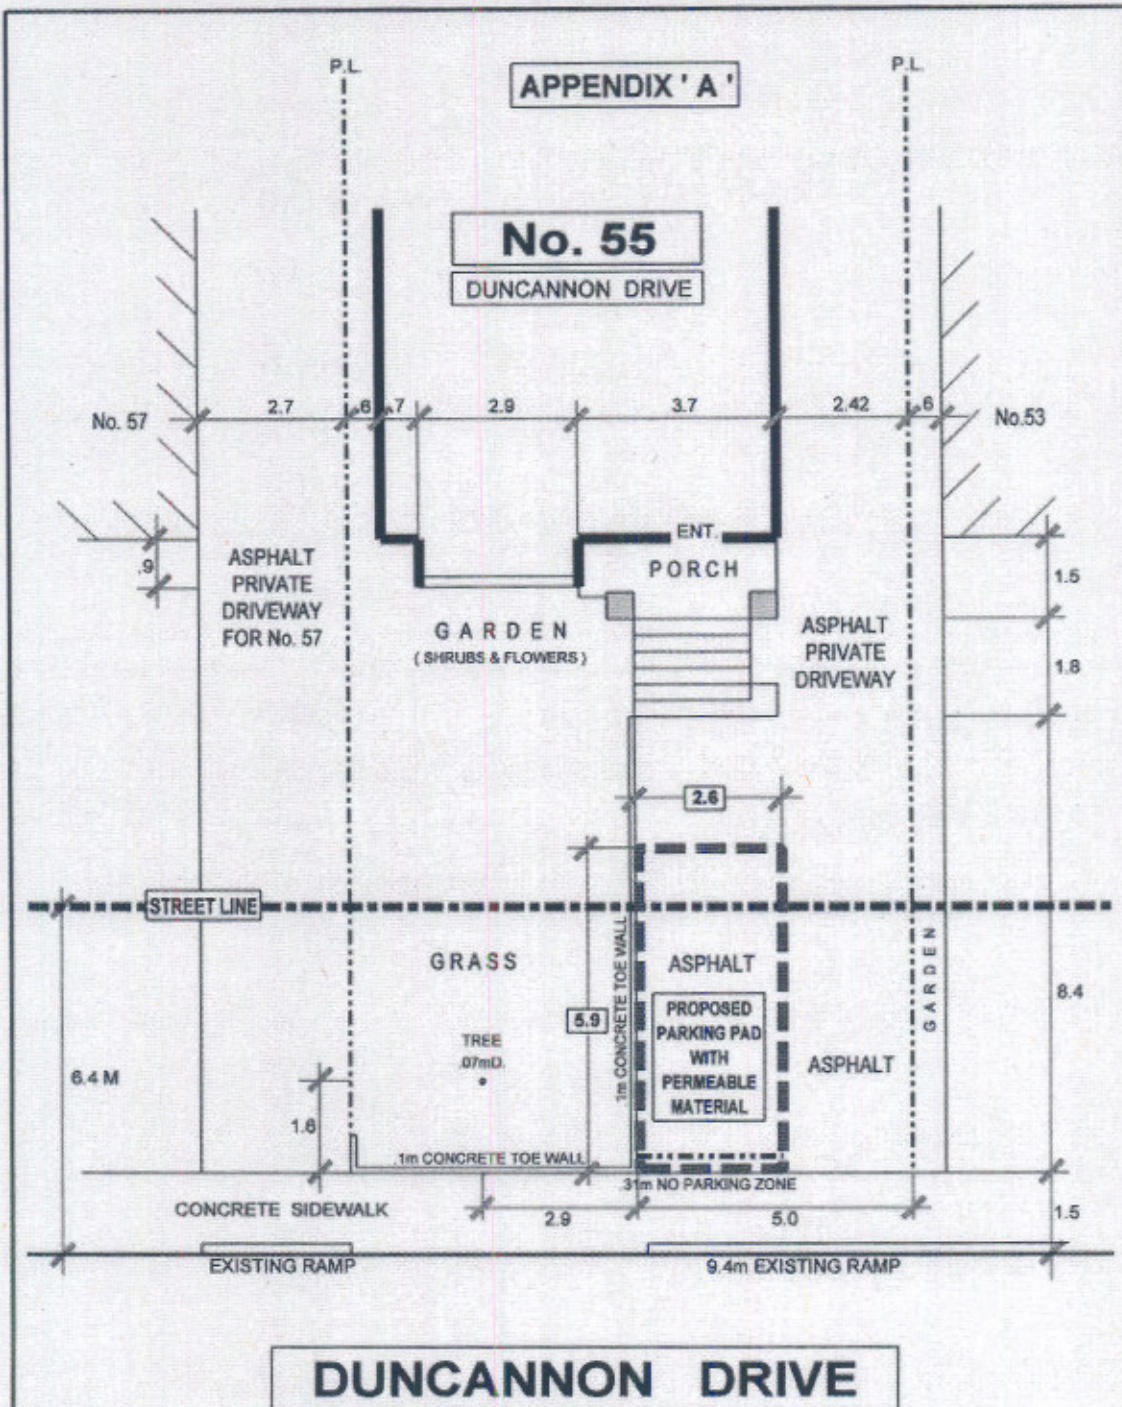 P.L.
APPENDIX ' A '
P.L.
No. 55
DUNCANNON DRIVE
No. 57
2.7
.6
.7
2.9
3.7
2.42
.6
No.53
ENT.
PORCH
.9
ASPHALT
PRIVATE
DRIVEWAY
FOR No. 57
GARDEN
( SHRUBS & FLOWERS )
ASPHALT
PRIVATE
DRIVEWAY
1.5
1.8
2.6
STREET LINE
GRASS
1m CONCRETE TOE WALL
ASPHALT
GARDEN
8.4
5.9
PROPOSED
PARKING PAD
WITH
PERMEABLE
MATERIAL
TREE
.07mD.
ASPHALT
6.4 M
1.6
.1m CONCRETE TOE WALL
.31m NO PARKING ZONE
CONCRETE SIDEWALK
2.9
5.0
1.5
EXISTING RAMP
9.4m EXISTING RAMP
DUNCANNON DRIVE